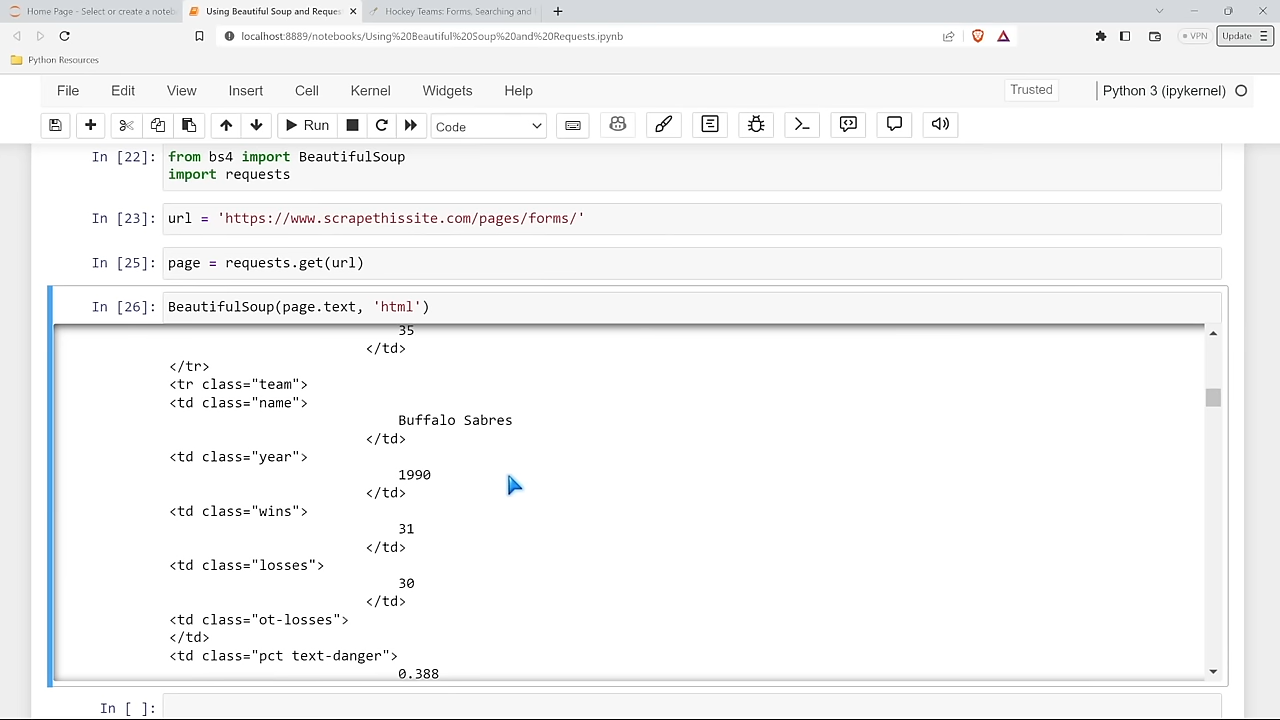 Home Page - Select or create a noteb
Using Beautiful Soup and Reques
Hockey Teams: Forms, Searching and
localhost:8889/notebooks/Using%20Beautiful%20Soup%20and%20Requests.ipynb
VPN
Update
Python Resources
File Edit View Insert Cell Kernel Widgets Help
Trusted
Python 3 (ipykernel)
Run
Code
In [22]: from bs4 import BeautifulSoup
import requests
In [23]: url = 'https://www.scrapethissite.com/pages/forms/'
In [25]: page = requests.get(url)
In [26]: BeautifulSoup(page.text, 'html')
35
</td>
</tr>
<tr class="team">
<td class="name">
Buffalo Sabres
</td>
<td class="year">
1990
</td>
<td class="wins">
31
</td>
<td class="losses">
30
</td>
<td class="ot-losses">
</td>
<td class="pct text-danger">
0.388
In [ ]: